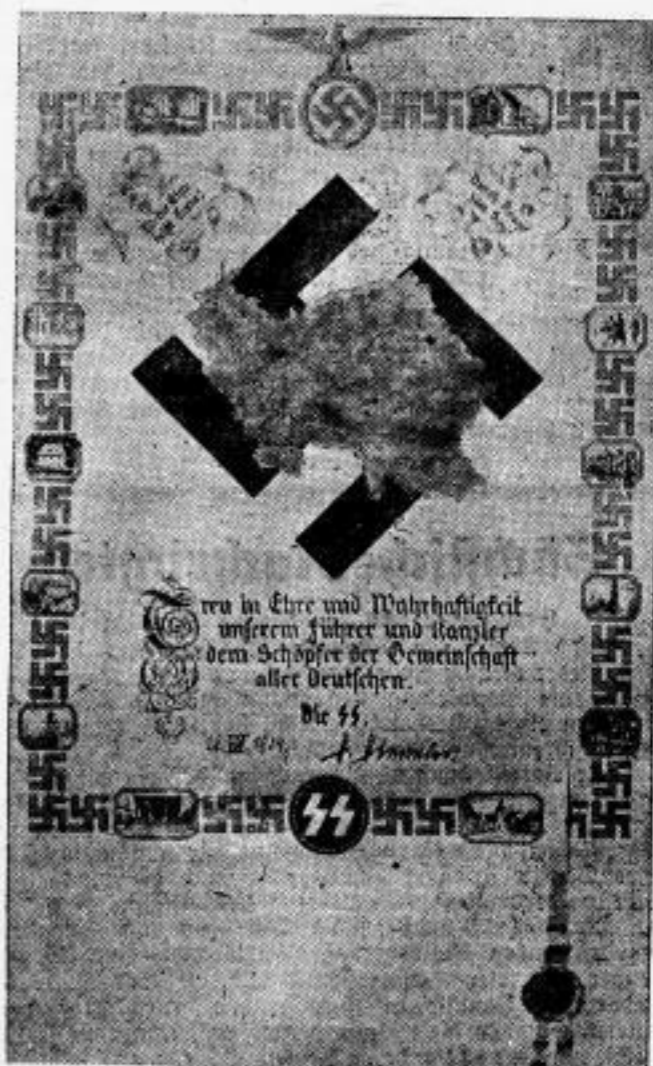 Treu in Ehre und Wahrhaftigkeit
unserem Führer und Kanzler
dem Schöpfer der Gemeinschaft
aller Deutschen.
Die SS.